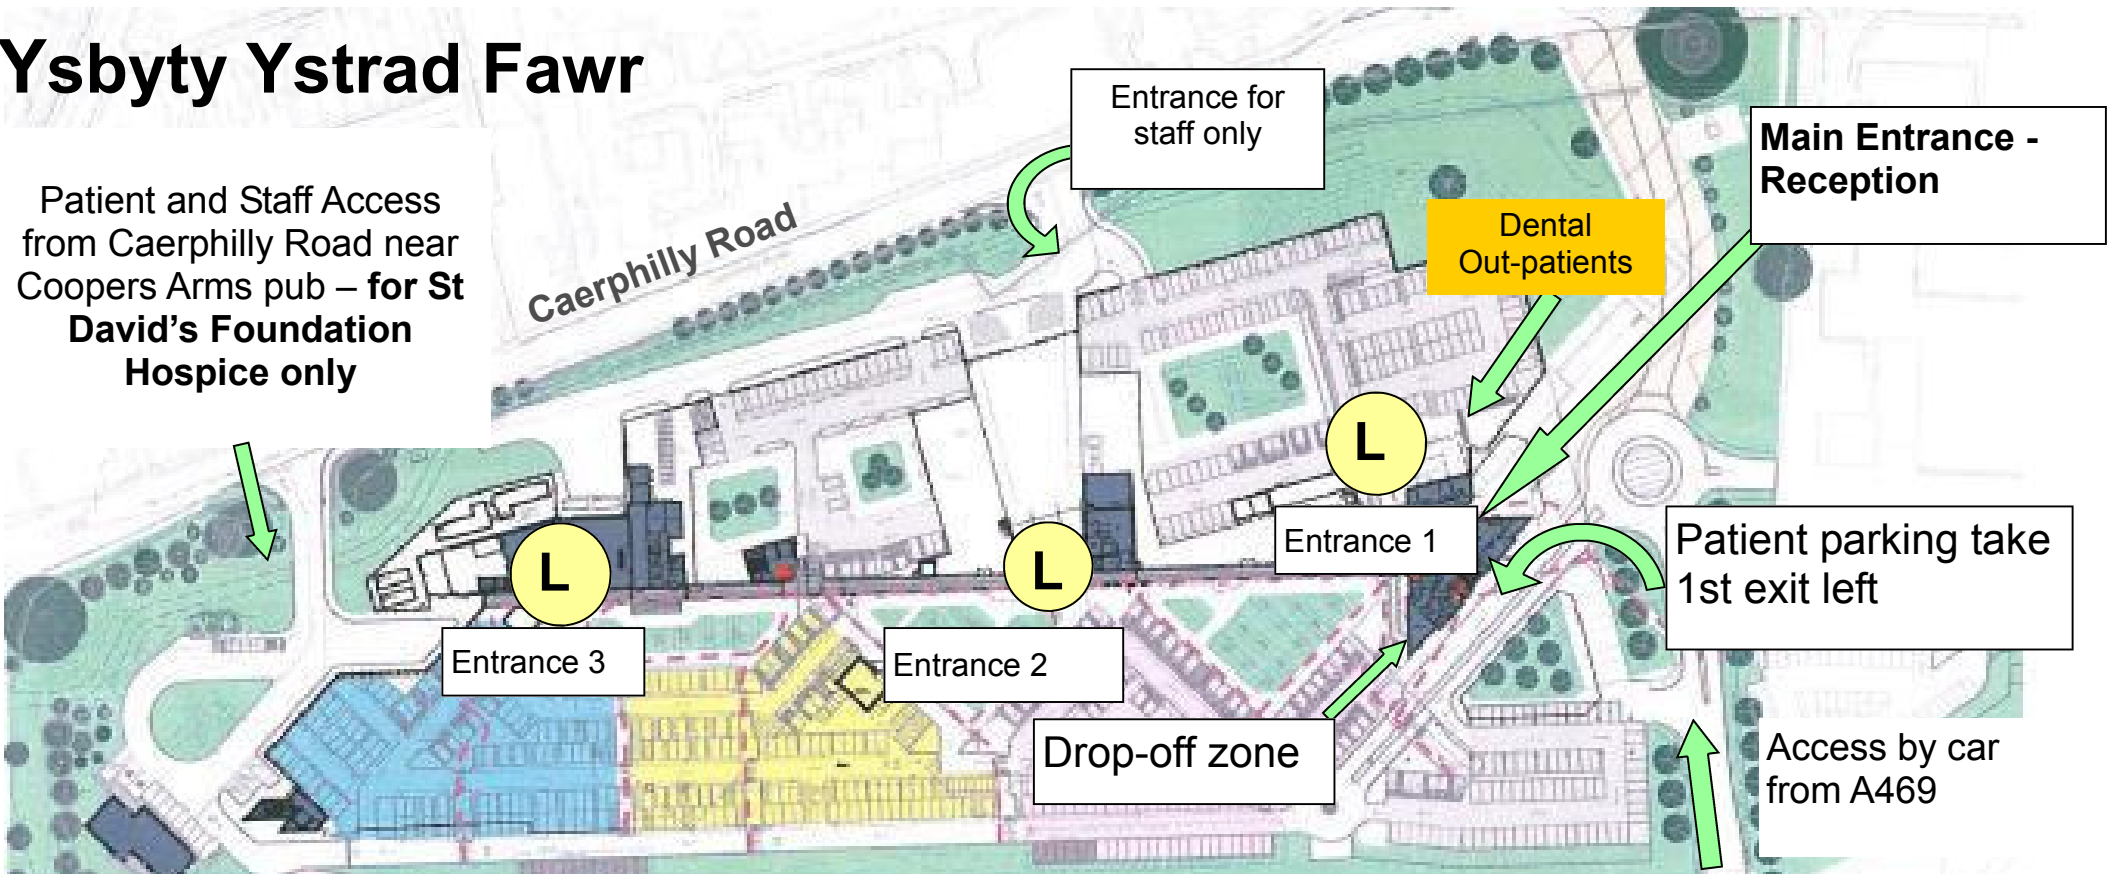 Ysbyty Ystrad Fawr
Patient and Staff Access
from Caerphilly Road near
Coopers Arms pub – for St
David’s Foundation
Hospice only
Caerphilly Road
Entrance for
staff only
Main Entrance -
Reception
Dental
Out-patients
L
L
L
Entrance 1
Entrance 2
Entrance 3
Patient parking take
1st exit left
Drop-off zone
Access by car
from A469